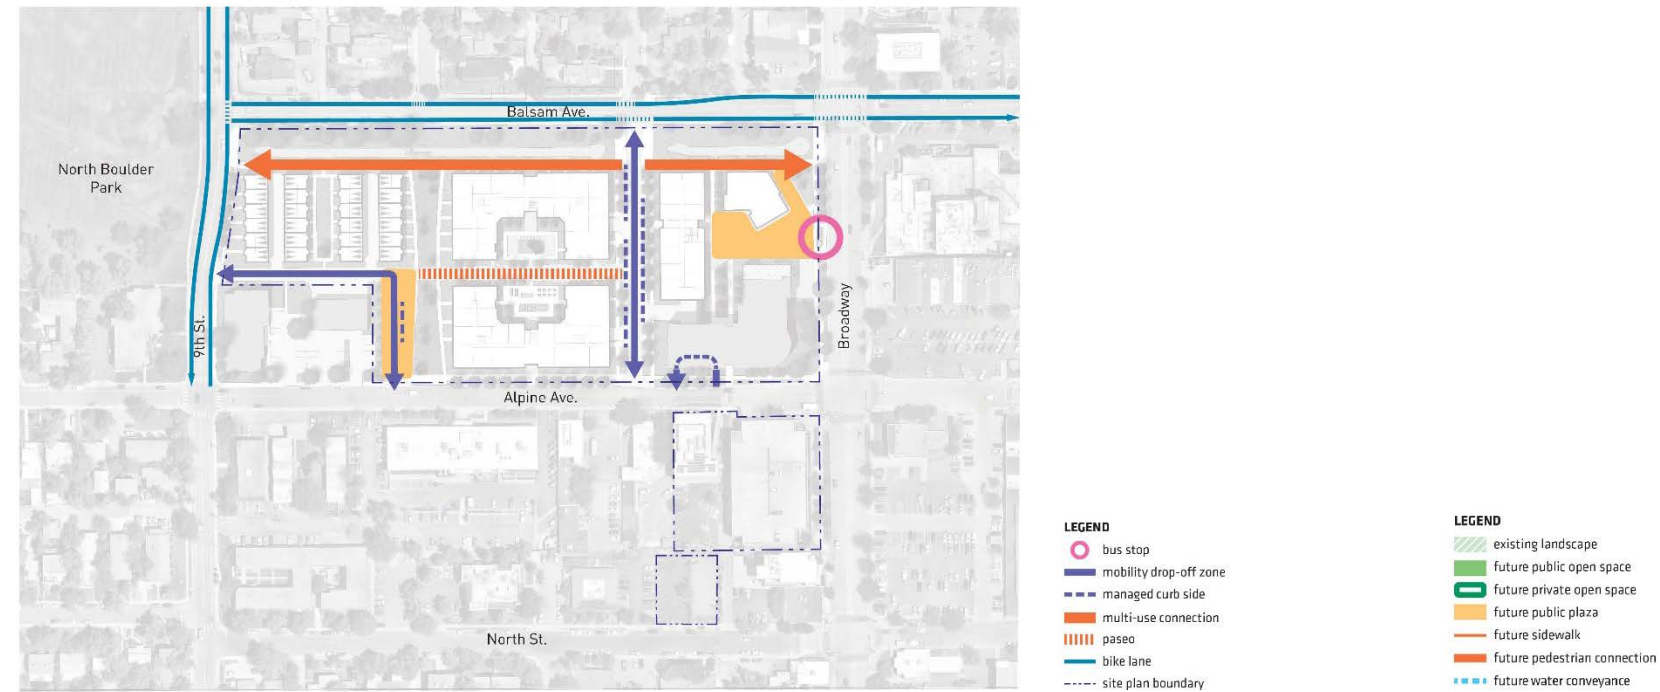 Balsam Ave.
North Boulder
Park
9th St.
Broadway
Alpine Ave.
North St.
LEGEND
bus stop
mobility drop-off zone
managed curb side
multi-use connection
paseo
bike lane
site plan boundary
LEGEND
existing landscape
future public open space
future private open space
future public plaza
future sidewalk
future pedestrian connection
future water conveyance